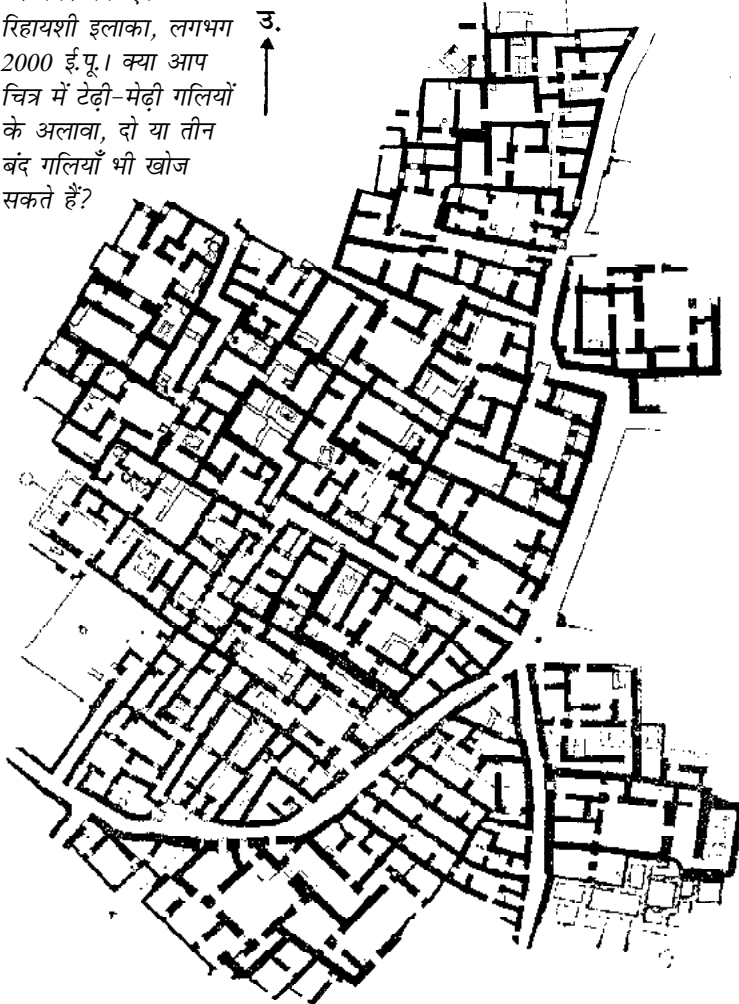 रिहायशी इलाका, लगभग
2000 ई.पू.। क्या आप
चित्र में टेढ़ी-मेढ़ी गलियों
के अलावा, दो या तीन
बंद गलियाँ भी खोज
सकते हैं?
उ.